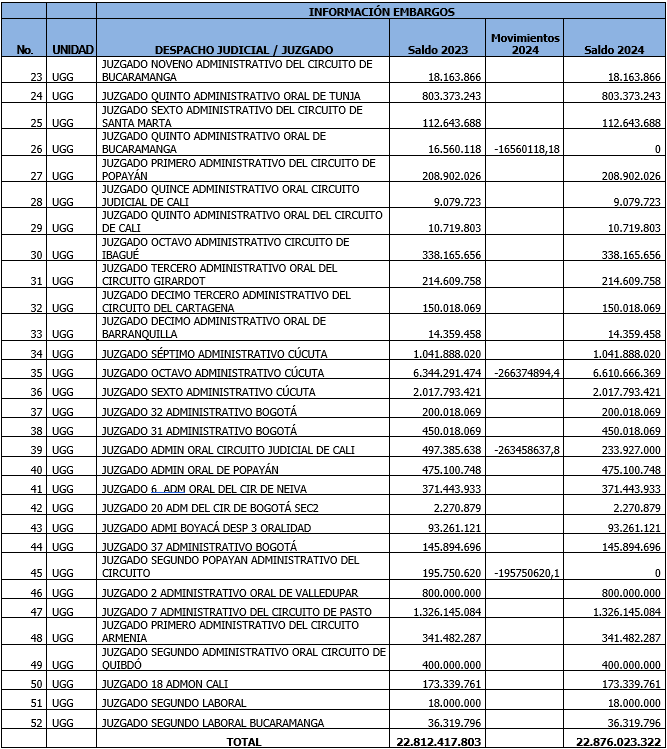 INFORMACIÓN EMBARGOS
No. UNIDAD DESPACHO JUDICIAL / JUZGADO Saldo 2023 Movimientos 2024 Saldo 2024
23 UGG JUZGADO NOVENO ADMINISTRATIVO DEL CIRCUITO DE
BUCARAMANGA 18.163.866 18.163.866
24 UGG JUZGADO QUINTO ADMINISTRATIVO ORAL DE TUNJA 803.373.243 803.373.243
25 UGG JUZGADO SEXTO ADMINISTRATIVO DEL CIRCUITO DE
SANTA MARTA 112.643.688 112.643.688
26 UGG JUZGADO QUINTO ADMINISTRATIVO ORAL DE
BUCARAMANGA 16.560.118 -16560118,18 0
27 UGG JUZGADO PRIMERO ADMINISTRATIVO DEL CIRCUITO DE
POPAYÁN 208.902.026 208.902.026
28 UGG JUZGADO QUINCE ADMINISTRATIVO ORAL CIRCUITO
JUDICIAL DE CALI 9.079.723 9.079.723
29 UGG JUZGADO QUINTO ADMINISTRATIVO ORAL DEL CIRCUITO
DE CALI 10.719.803 10.719.803
30 UGG JUZGADO OCTAVO ADMINISTRATIVO CIRCUITO DE
IBAGUÉ 338.165.656 338.165.656
31 UGG JUZGADO TERCERO ADMINISTRATIVO ORAL DEL
CIRCUITO GIRARDOT 214.609.758 214.609.758
32 UGG JUZGADO DECIMO TERCERO ADMINISTRATIVO DEL
CIRCUITO DEL CARTAGENA 150.018.069 150.018.069
33 UGG JUZGADO DECIMO ADMINISTRATIVO ORAL DE
BARRANQUILLA 14.359.458 14.359.458
34 UGG JUZGADO SÉPTIMO ADMINISTRATIVO CÚCUTA 1.041.888.020 1.041.888.020
35 UGG JUZGADO OCTAVO ADMINISTRATIVO CÚCUTA 6.344.291.474 -266374894,4 6.610.666.369
36 UGG JUZGADO SEXTO ADMINISTRATIVO CÚCUTA 2.017.793.421 2.017.793.421
37 UGG JUZGADO 32 ADMINISTRATIVO BOGOTÁ 200.018.069 200.018.069
38 UGG JUZGADO 31 ADMINISTRATIVO BOGOTÁ 450.018.069 450.018.069
39 UGG JUZGADO ADMIN ORAL CIRCUITO JUDICIAL DE CALI 497.385.638 -263458637,8 233.927.000
40 UGG JUZGADO ADMIN ORAL DE POPAYÁN 475.100.748 475.100.748
41 UGG JUZGADO 6 ADM ORAL DEL CIR DE NEIVA 371.443.933 371.443.933
42 UGG JUZGADO 20 ADM DEL CIR DE BOGOTÁ SEC2 2.270.879 2.270.879
43 UGG JUZGADO ADMI BOYACÁ DESP 3 ORALIDAD 93.261.121 93.261.121
44 UGG JUZGADO 37 ADMINISTRATIVO BOGOTÁ 145.894.696 145.894.696
45 UGG JUZGADO SEGUNDO POPAYAN ADMINISTRATIVO DEL
CIRCUITO 195.750.620 -195750620,1 0
46 UGG JUZGADO 2 ADMINISTRATIVO ORAL DE VALLEDUPAR 800.000.000 800.000.000
47 UGG JUZGADO 7 ADMINISTRATIVO DEL CIRCUITO DE PASTO 1.326.145.084 1.326.145.084
48 UGG JUZGADO PRIMERO ADMINISTRATIVO DEL CIRCUITO
ARMENIA 341.482.287 341.482.287
49 UGG JUZGADO SEGUNDO ADMINISTRATIVO ORAL CIRCUITO DE
QUIBDÓ 400.000.000 400.000.000
50 UGG JUZGADO 18 ADMON CALI 173.339.761 173.339.761
51 UGG JUZGADO SEGUNDO LABORAL 18.000.000 18.000.000
52 UGG JUZGADO SEGUNDO LABORAL BUCARAMANGA 36.319.796 36.319.796
TOTAL 22.812.417.803 22.876.023.322